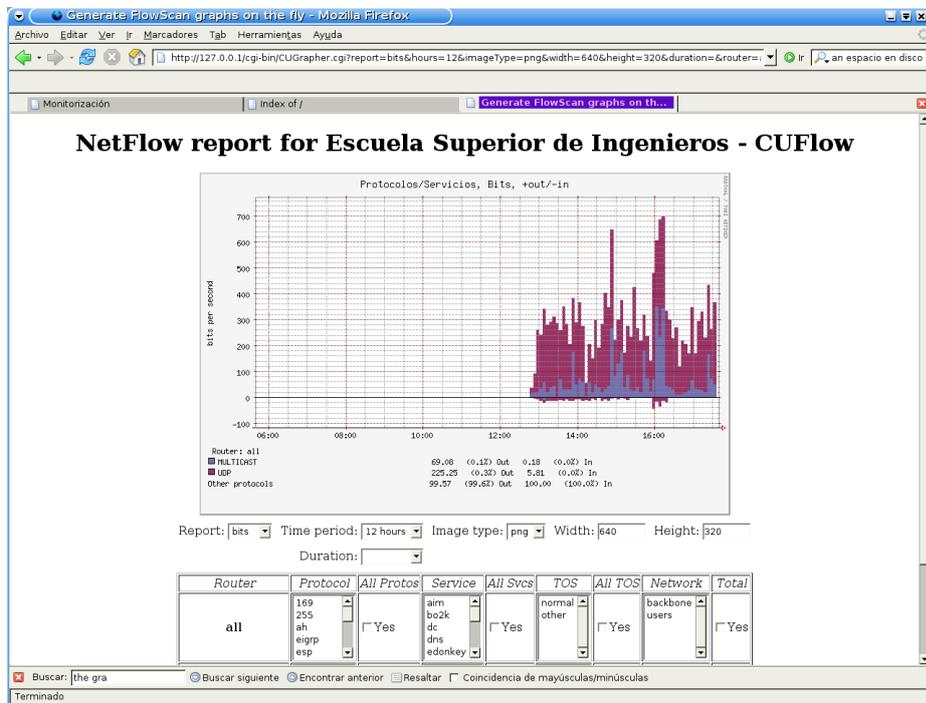 Generate FlowScan graphs on the fly - Mozilla Firefox
Archivo Editar Ver Ir Marcadores Tab Herramientas Ayuda
http://127.0.0.1/cgi-bin/CUGrapher.cgi?report=bits&hours=12&imageType=png&width=640&height=320&duration=&router= Ir an espacio en disco
Monitorización Index of / Generate FlowScan graphs on th...
NetFlow report for Escuela Superior de Ingenieros - CUFlow
Protocolos/Servicios, Bits, +out/-in
bits per second
700
600
500
400
300
200
100
0
-100
06:00 08:00 10:00 12:00 14:00 16:00
Router: all
MULTICAST 69.08 (0.1%) Out 0.18 (0.0%) In
UDP 225.25 (0.3%) Out 5.81 (0.0%) In
Other protocols 99.57 (99.6%) Out 100.00 (100.0%) In
Report: bits Time period: 12 hours Image type: png Width: 640 Height: 320
Duration:
Router Protocol All Protos Service All Svcs TOS All TOS Network Total
all
169
255
ah
eigrp
esp
Yes
aim
bo2k
dc
dns
edonkey
Yes
normal
other
Yes
backbone
users
Yes
Buscar: the gra Buscar siguiente Encontrar anterior Resaltar Coincidencia de mayúsculas/minúsculas
Terminado